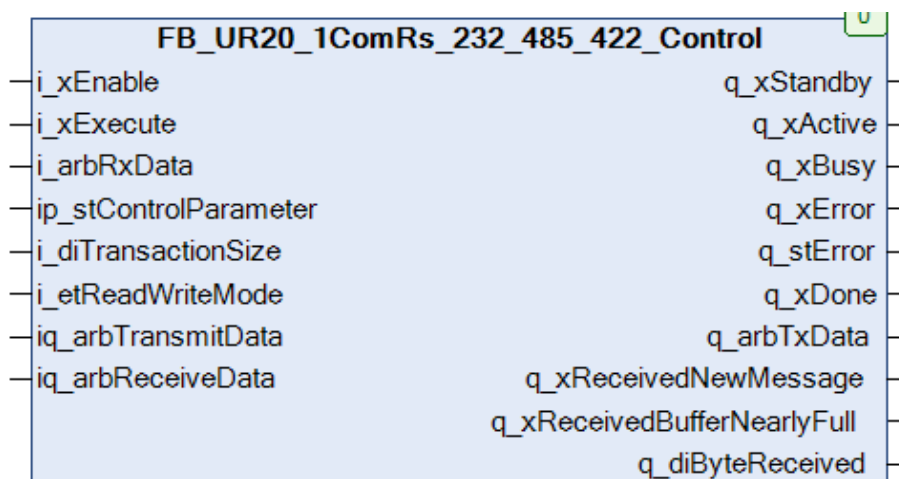 0
FB_UR20_1ComRs_232_485_422_Control
i_xEnable q_xStandby
i_xExecute q_xActive
i_arbRxData q_xBusy
ip_stControlParameter q_xError
i_diTransactionSize q_stError
i_etReadWriteMode q_xDone
iq_arbTransmitData q_arbTxData
iq_arbReceiveData q_xReceivedNewMessage
q_xReceivedBufferNearlyFull
q_diByteReceived